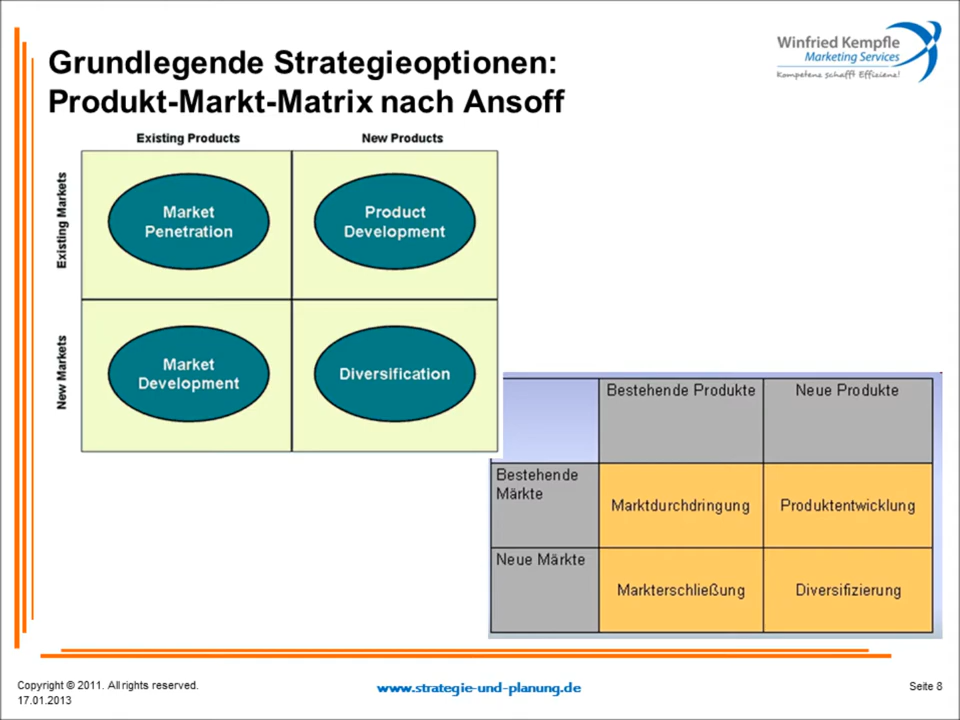 Grundlegende Strategieoptionen:
Produkt-Markt-Matrix nach Ansoff
Winfried Kempfle
Marketing Services
Kompetenz schafft Effizienz!
Existing Products
New Products
Existing Markets
Market
Penetration
Product
Development
New Markets
Market
Development
Diversification
Bestehende Produkte
Neue Produkte
Bestehende
Märkte
Marktdurchdringung
Produktentwicklung
Neue Märkte
Markterschließung
Diversifizierung
Copyright © 2011. All rights reserved.
17.01.2013
www.strategie-und-planung.de
Seite 8